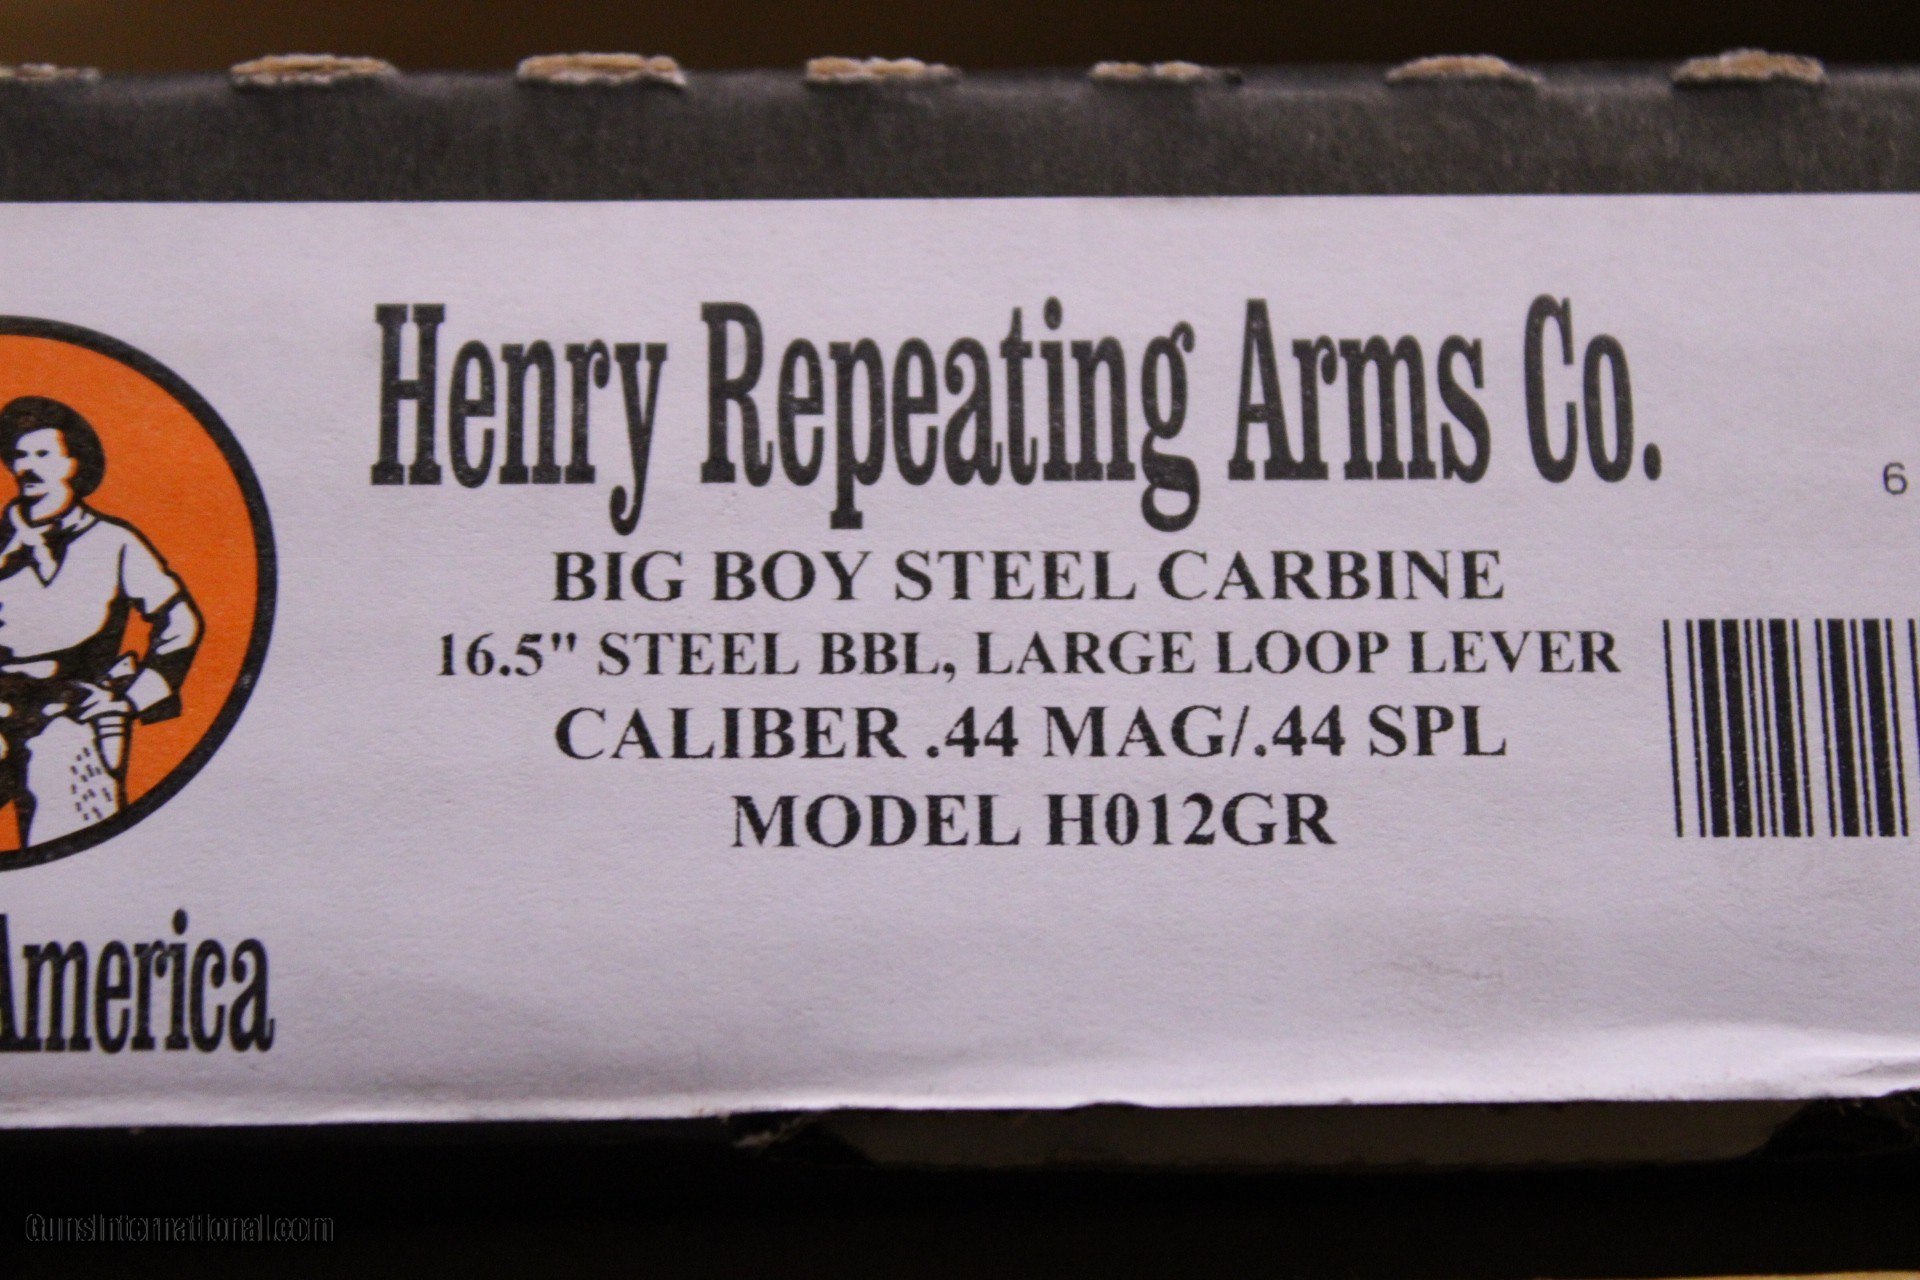 Henry Repeating Arms Co.
BIG BOY STEEL CARBINE
16.5" STEEL BBL, LARGE LOOP LEVER
CALIBER .44 MAG/.44 SPL
MODEL H012GR
6
America
GunsInternational.com